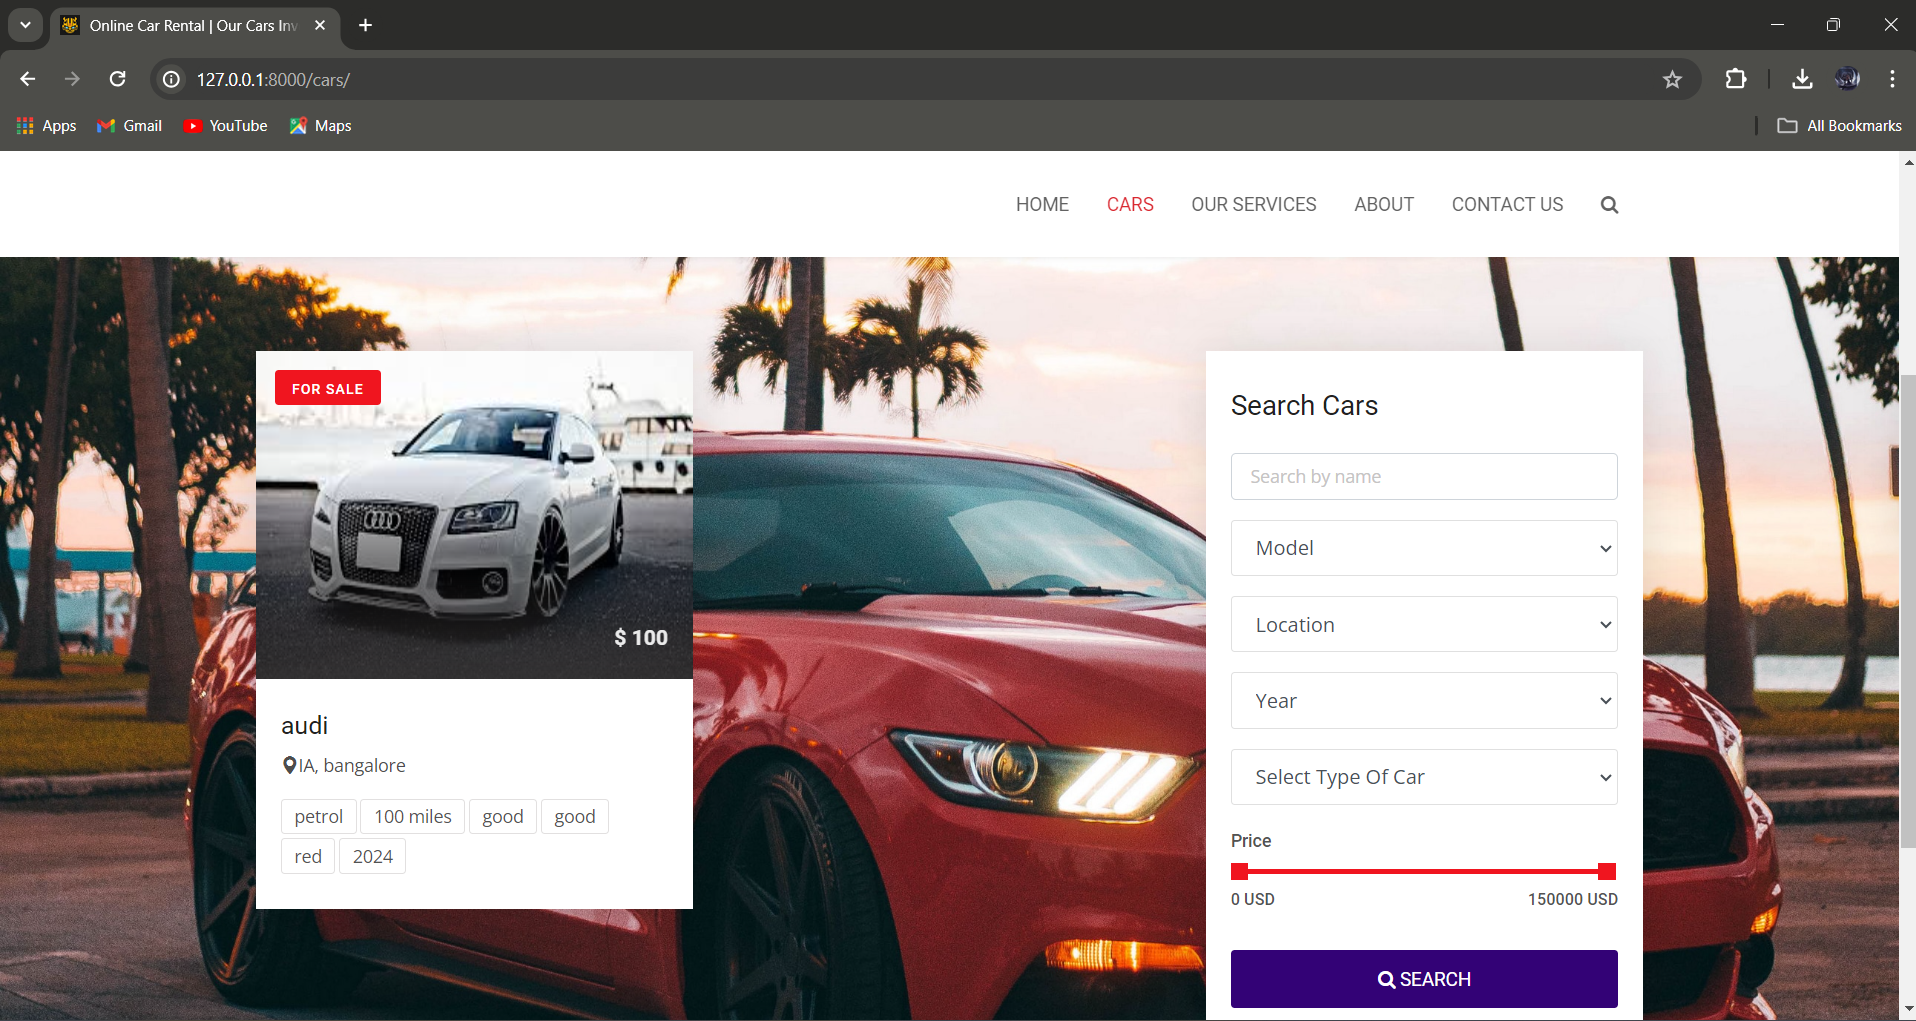 Online Car Rental | Our Cars Inv
127.0.0.1:8000/cars/
Apps Gmail YouTube Maps All Bookmarks
HOME CARS OUR SERVICES ABOUT CONTACT US
FOR SALE
$ 100
audi
IA, bangalore
petrol 100 miles good good
red 2024
Search Cars
Search by name
Model
Location
Year
Select Type Of Car
Price
0 USD 150000 USD
SEARCH